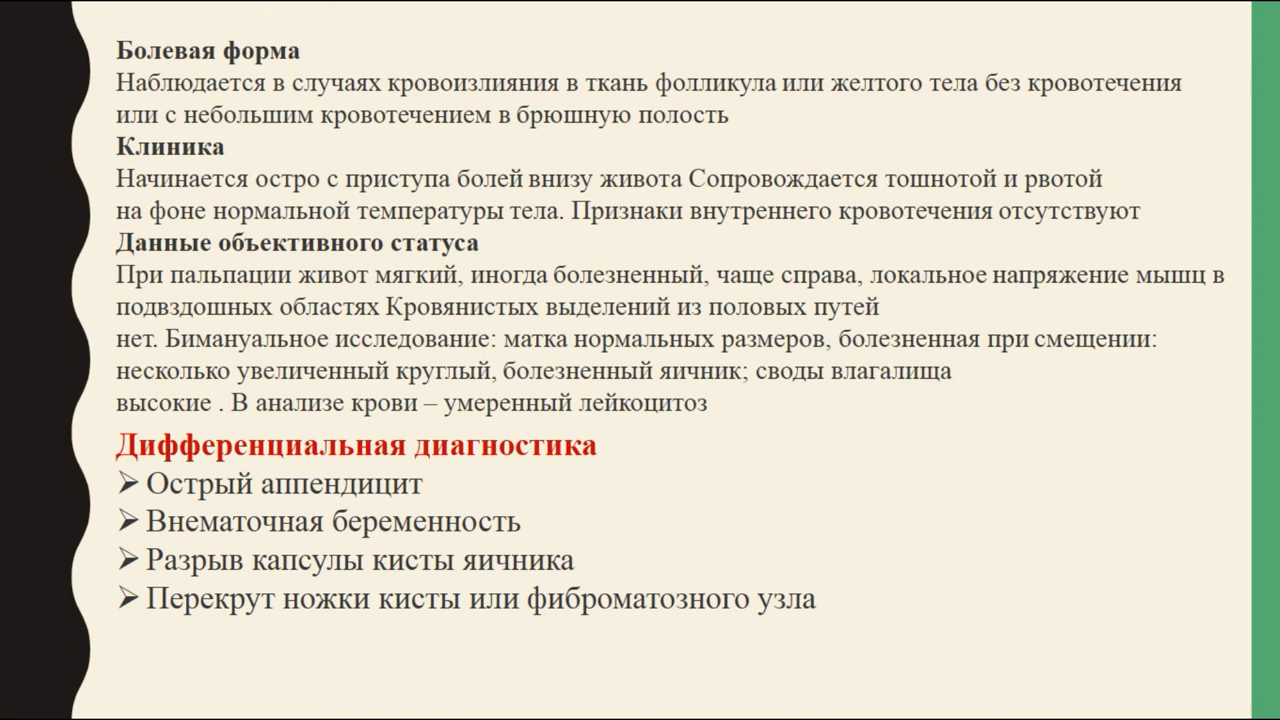 Болевая форма
Наблюдается в случаях кровоизлияния в ткань фолликула или желтого тела без кровотечения
или с небольшим кровотечением в брюшную полость
Клиника
Начинается остро с приступа болей внизу живота Сопровождается тошнотой и рвотой
на фоне нормальной температуры тела. Признаки внутреннего кровотечения отсутствуют
Данные объективного статуса
При пальпации живот мягкий, иногда болезненный, чаще справа, локальное напряжение мышц в
подвздошных областях Кровянистых выделений из половых путей
нет. Бимануальное исследование: матка нормальных размеров, болезненная при смещении:
несколько увеличенный круглый, болезненный яичник; своды влагалища
высокие . В анализе крови – умеренный лейкоцитоз
Дифференциальная диагностика
➢ Острый аппендицит
➢ Внематочная беременность
➢ Разрыв капсулы кисты яичника
➢ Перекрут ножки кисты или фиброматозного узла